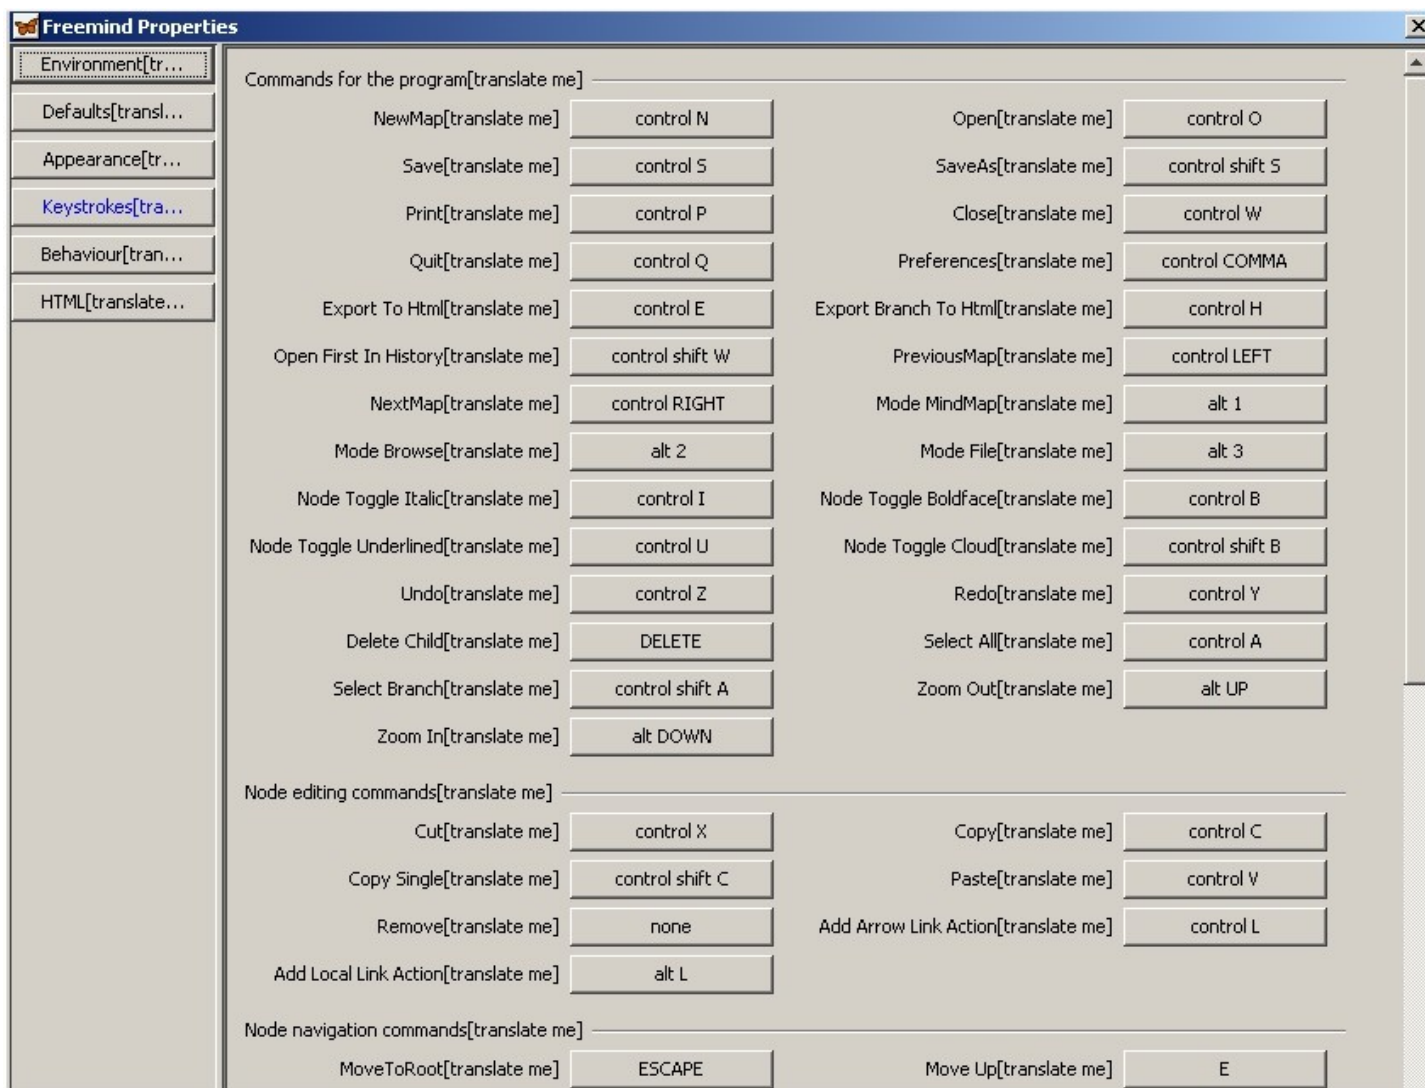 Freemind Properties
Environment[tr...
Defaults[transl...
Appearance[tr...
Keystrokes[tra...
Behaviour[tran...
HTML[translate...
Commands for the program[translate me]
NewMap[translate me] control N Open[translate me] control O
Save[translate me] control S SaveAs[translate me] control shift S
Print[translate me] control P Close[translate me] control W
Quit[translate me] control Q Preferences[translate me] control COMMA
Export To Html[translate me] control E Export Branch To Html[translate me] control H
Open First In History[translate me] control shift W PreviousMap[translate me] control LEFT
NextMap[translate me] control RIGHT Mode MindMap[translate me] alt 1
Mode Browse[translate me] alt 2 Mode File[translate me] alt 3
Node Toggle Italic[translate me] control I Node Toggle Boldface[translate me] control B
Node Toggle Underlined[translate me] control U Node Toggle Cloud[translate me] control shift B
Undo[translate me] control Z Redo[translate me] control Y
Delete Child[translate me] DELETE Select All[translate me] control A
Select Branch[translate me] control shift A Zoom Out[translate me] alt UP
Zoom In[translate me] alt DOWN
Node editing commands[translate me]
Cut[translate me] control X Copy[translate me] control C
Copy Single[translate me] control shift C Paste[translate me] control V
Remove[translate me] none Add Arrow Link Action[translate me] control L
Add Local Link Action[translate me] alt L
Node navigation commands[translate me]
MoveToRoot[translate me] ESCAPE Move Up[translate me] E